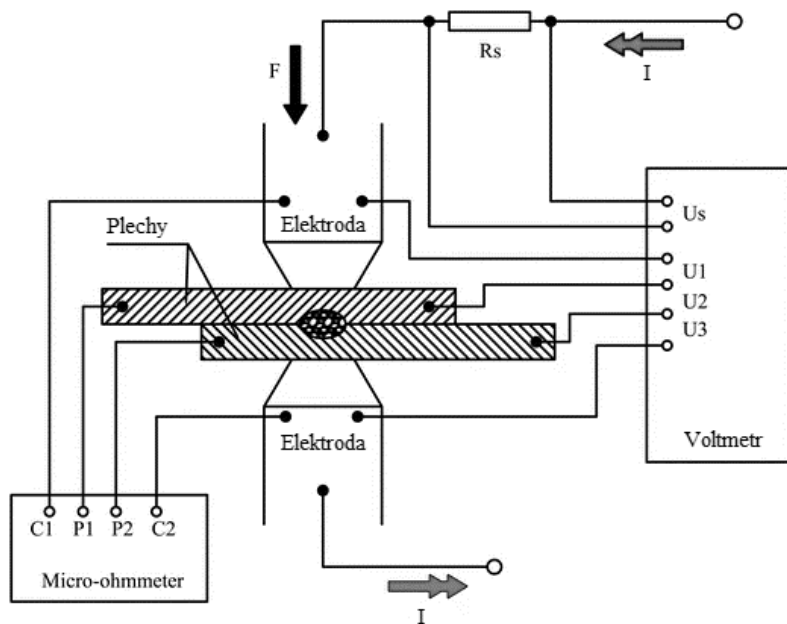 Rs
F
I
Us
Elektroda
Plechy
U1
U2
U3
Elektroda
Voltmetr
C1 P1 P2 C2
Micro-ohmmeter
I